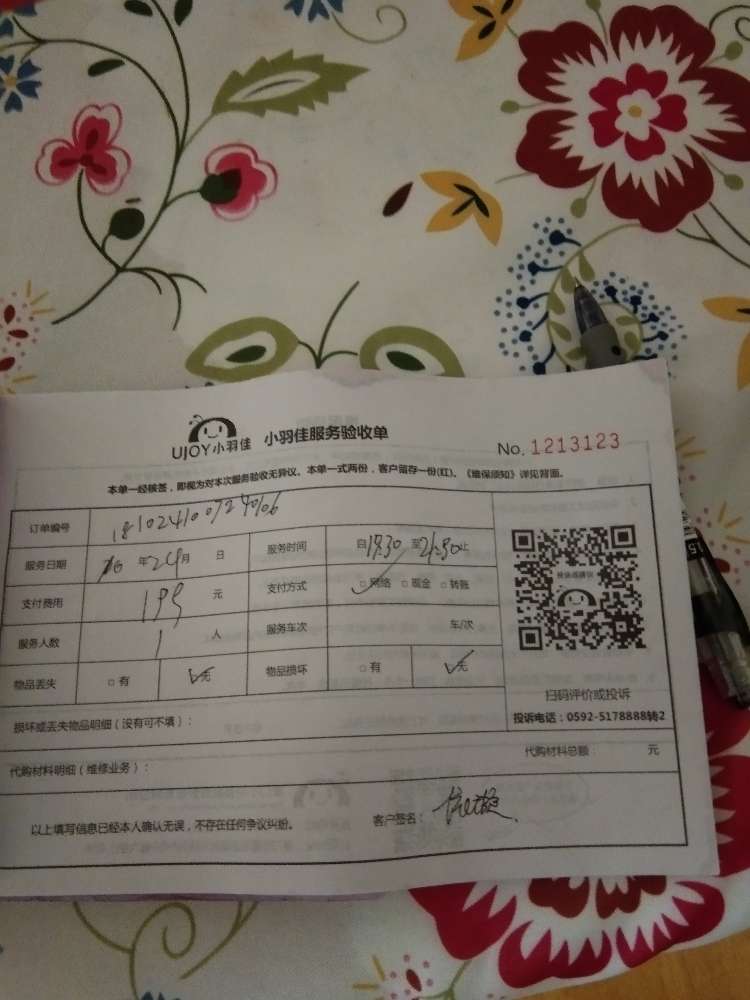 UJOY小羽佳 小羽佳服务验收单
No. 1213123
本单一经核签，即视为对本次服务验收无异议。本单一式两份，客户留存一份(红)。《维保须知》详见背面。
订单编号
服务日期 年24月 日 服务时间 自 至 止
支付费用 199 元 支付方式 □网络 □现金 □转账
服务人数 1 人 服务车次 车/次
物品丢失 □有 □无 物品损坏 □有 □无
扫码评价或投诉
投诉电话：0592-5178888转2
损坏或丢失物品明细（没有可不填）：
代购材料明细（维修业务）： 代购材料总额： 元
以上填写信息已经本人确认无误，不存在任何争议纠纷。 客户签名：
1.5